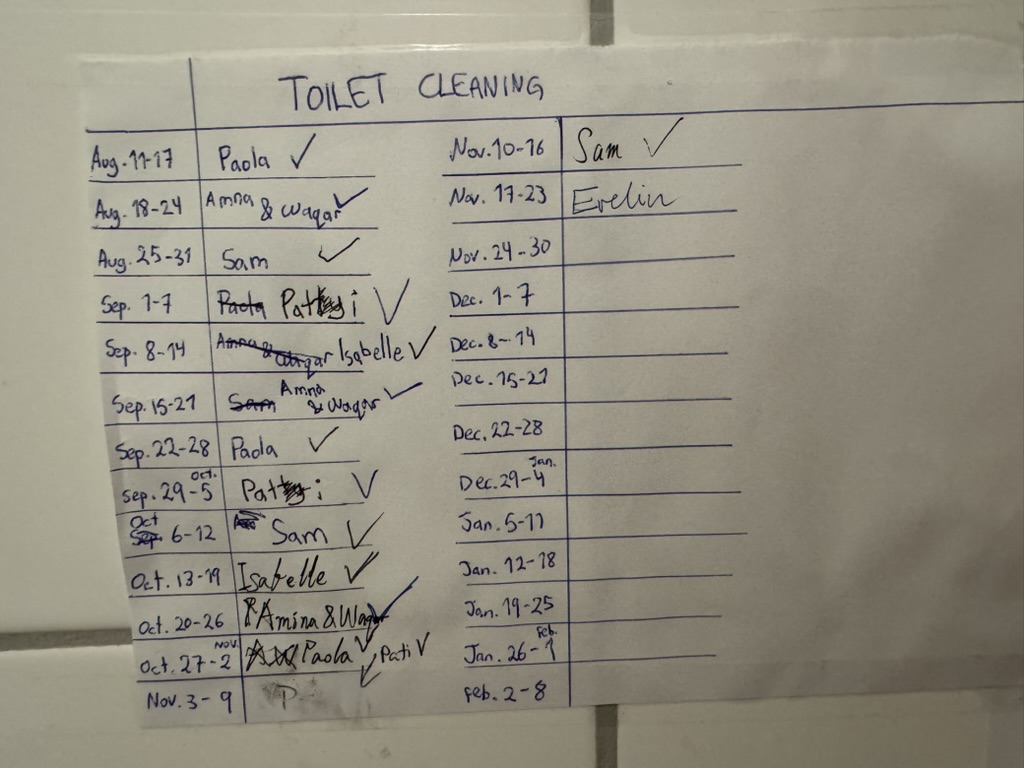 TOILET CLEANING
Aug. 11-17 Paola ✓
Aug. 18-24 Amna & Waqar ✓
Aug. 25-31 Sam ✓
Sep. 1-7 Paola Patti ✓
Sep. 8-14 Amna & Waqar Isabelle ✓
Sep. 15-21 Sam Amna & Waqar ✓
Sep. 22-28 Paola ✓
Sep. 29-5 Oct. Pati ✓
Oct 6-12 Sam ✓
Oct. 13-19 Isabelle ✓
Oct. 20-26 Amina & Waqar ✓
Oct. 27-2 Nov. Paola ✓ Pati ✓
Nov. 3-9 P ✓
Nov. 10-16 Sam ✓
Nov. 17-23 Evelin
Nov. 24-30
Dec. 1-7
Dec. 8-14
Dec. 15-21
Dec. 22-28
Dec. 29-4 Jan.
Jan. 5-11
Jan. 12-18
Jan. 19-25
Jan. 26-1 Feb.
Feb. 2-8